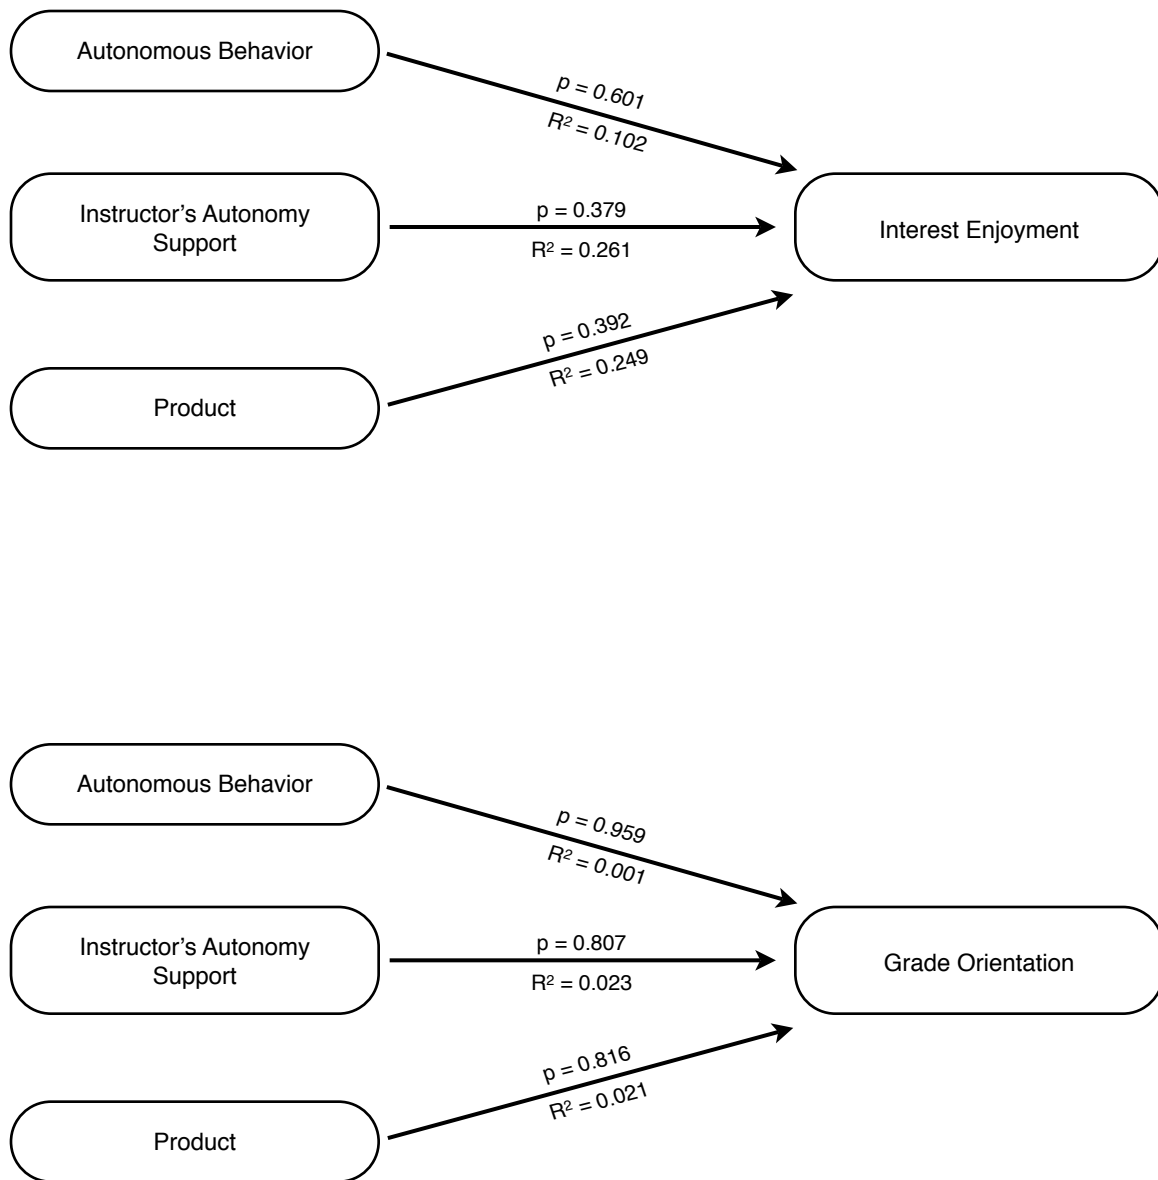 Autonomous Behavior
p = 0.601
R² = 0.102
Instructor’s Autonomy
Support
p = 0.379
R² = 0.261
Interest Enjoyment
p = 0.392
R² = 0.249
Product
Autonomous Behavior
p = 0.959
R² = 0.001
Instructor’s Autonomy
Support
p = 0.807
R² = 0.023
Grade Orientation
p = 0.816
R² = 0.021
Product